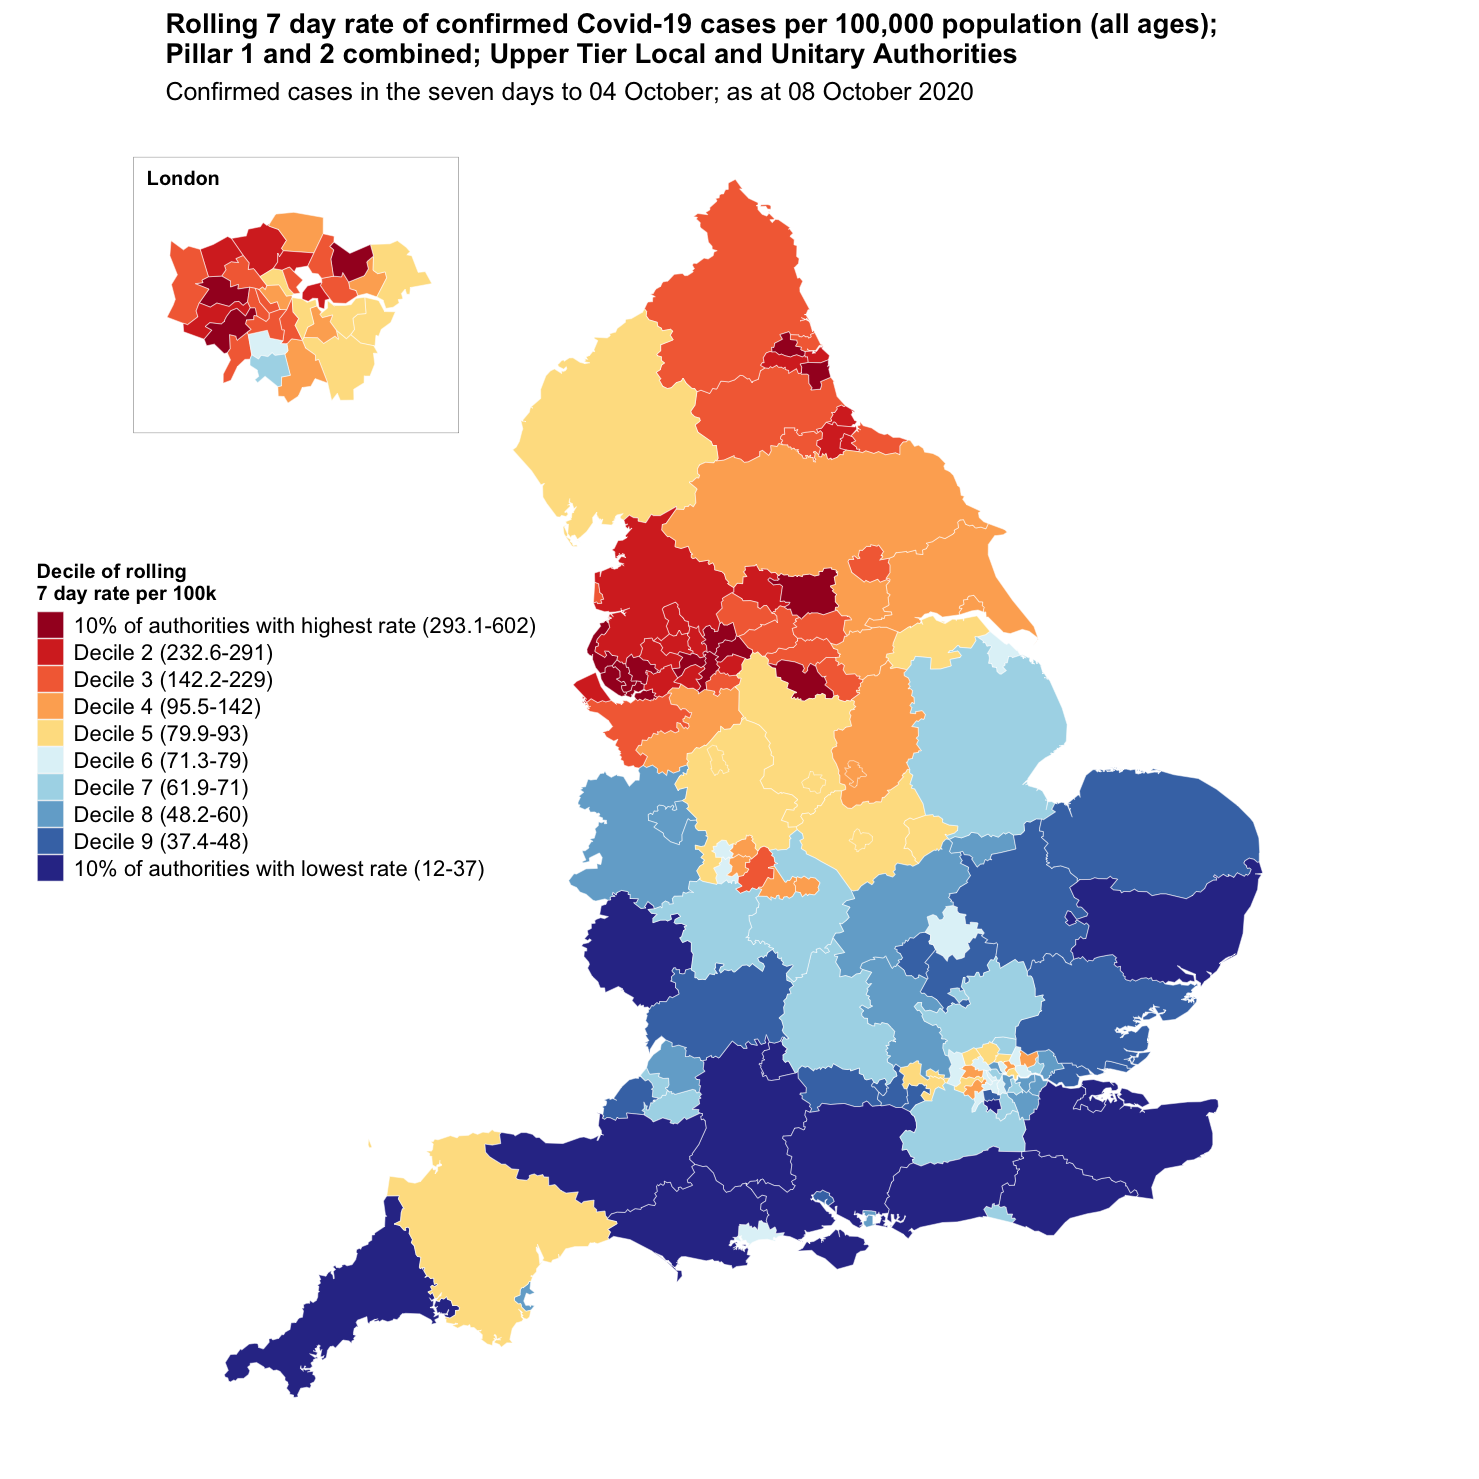 Rolling 7 day rate of confirmed Covid-19 cases per 100,000 population (all ages);
Pillar 1 and 2 combined; Upper Tier Local and Unitary Authorities
Confirmed cases in the seven days to 04 October; as at 08 October 2020
London
Decile of rolling
7 day rate per 100k
10% of authorities with highest rate (293.1-602)
Decile 2 (232.6-291)
Decile 3 (142.2-229)
Decile 4 (95.5-142)
Decile 5 (79.9-93)
Decile 6 (71.3-79)
Decile 7 (61.9-71)
Decile 8 (48.2-60)
Decile 9 (37.4-48)
10% of authorities with lowest rate (12-37)